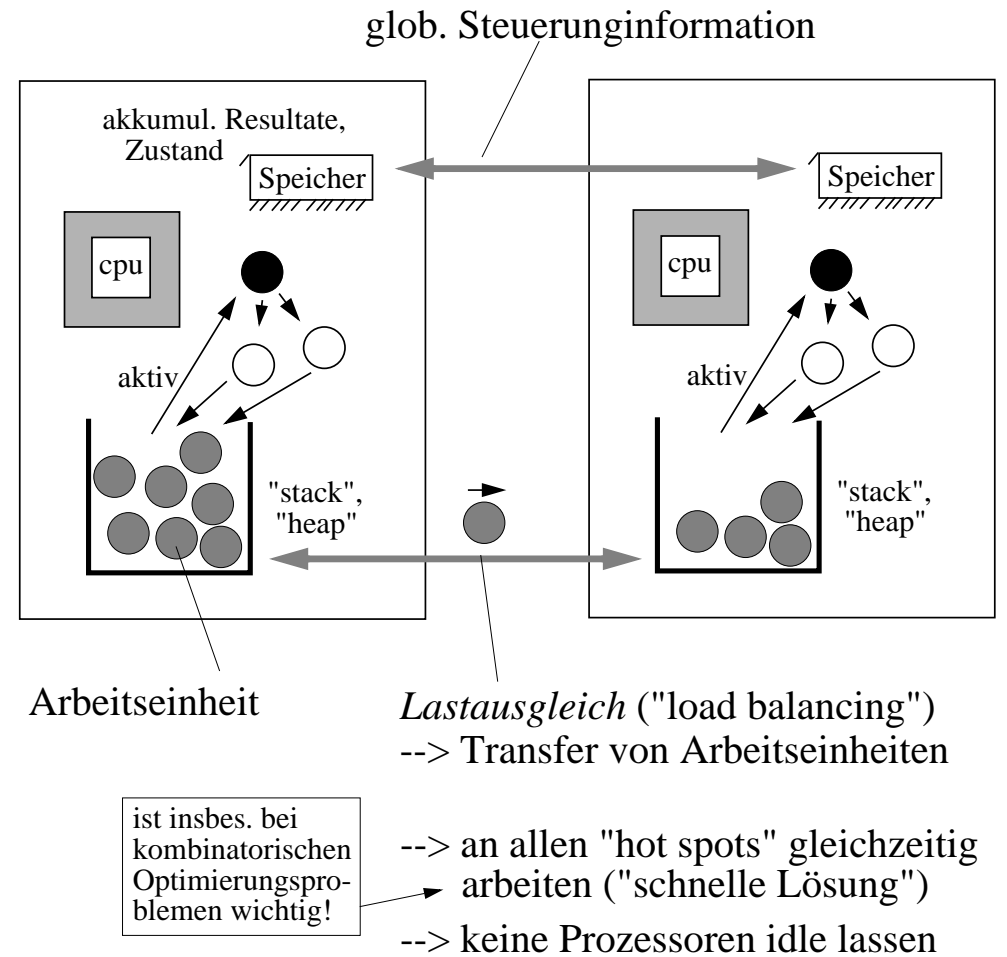 glob. Steuerunginformation
akkumul. Resultate,
Zustand
Speicher
cpu
aktiv
"stack",
"heap"
Speicher
cpu
aktiv
"stack",
"heap"
Arbeitseinheit
Lastausgleich ("load balancing")
--> Transfer von Arbeitseinheiten
ist insbes. bei
kombinatorischen
Optimierungspro-
blemen wichtig!
--> an allen "hot spots" gleichzeitig
arbeiten ("schnelle Lösung")
--> keine Prozessoren idle lassen